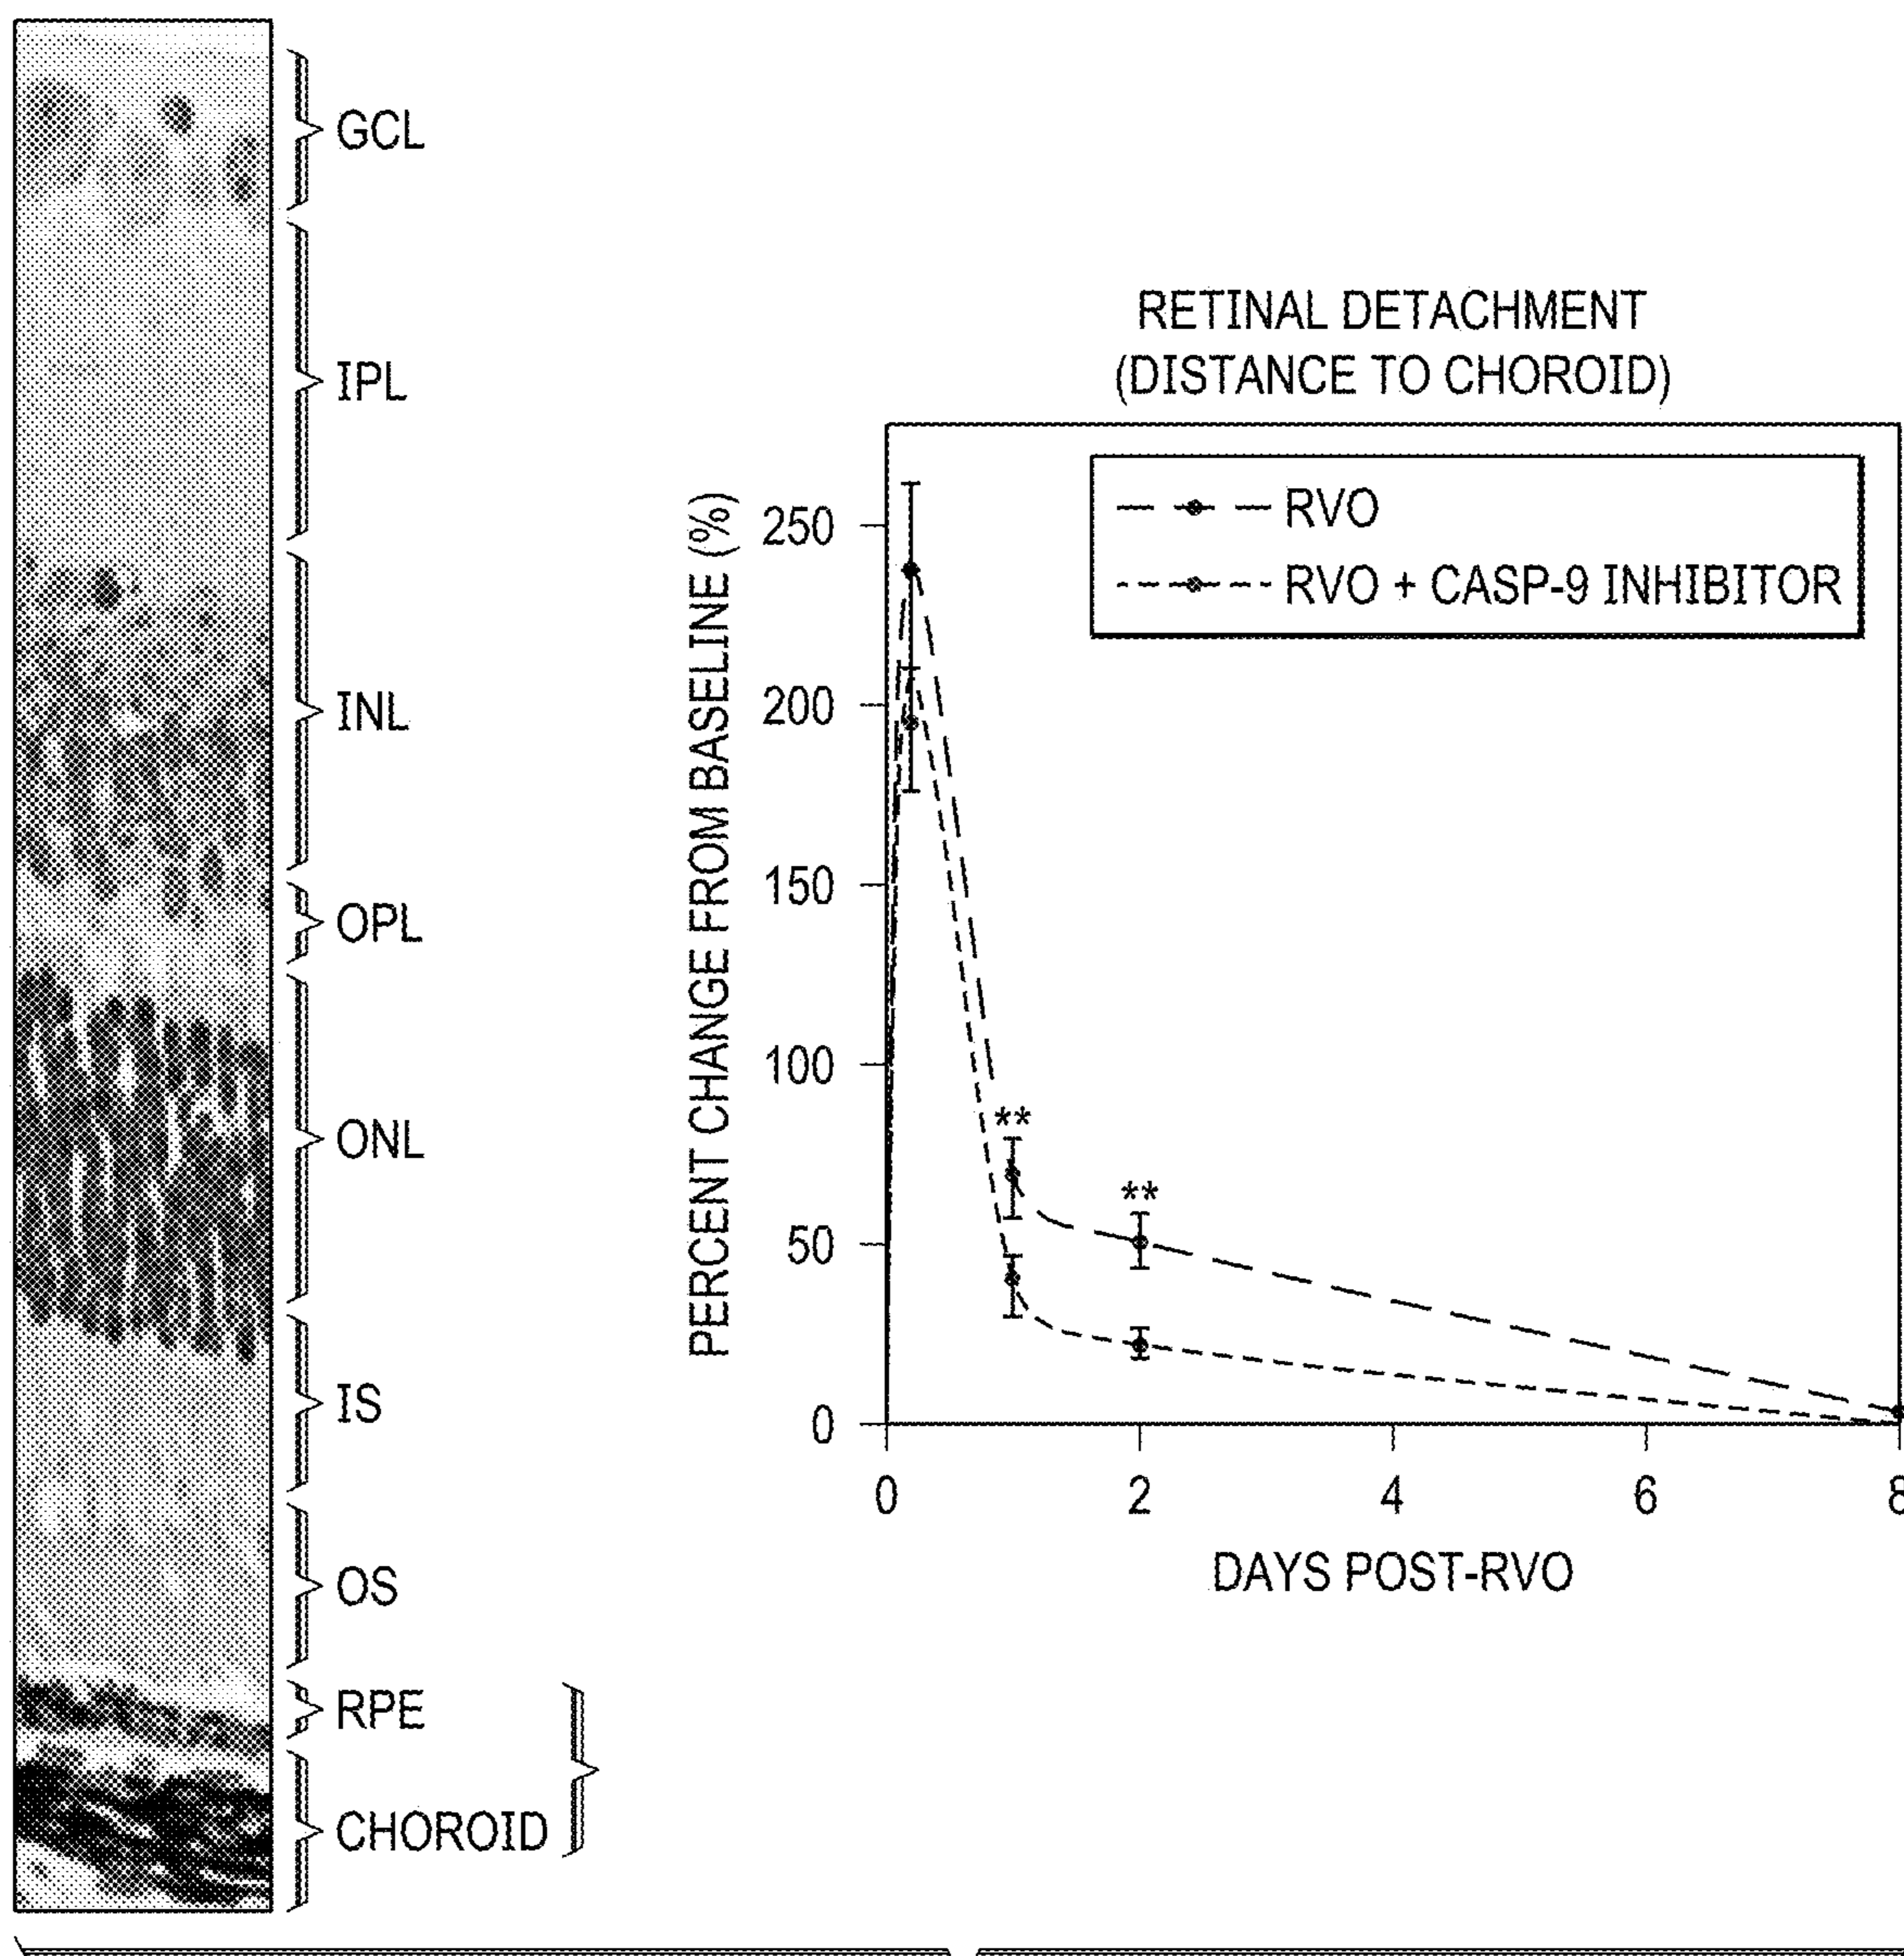 GCL
IPL
INL
OPL
ONL
IS
OS
RPE
CHOROID
RETINAL DETACHMENT
(DISTANCE TO CHOROID)
RVO
RVO + CASP-9 INHIBITOR
PERCENT CHANGE FROM BASELINE (%)
250
200
150
100
50
0
**
**
0 2 4 6 8
DAYS POST-RVO